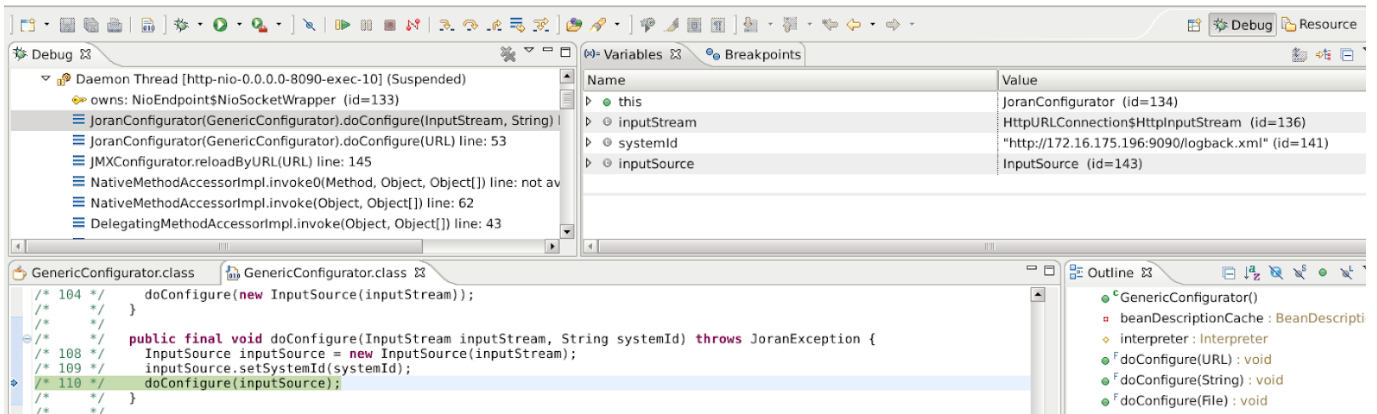 Debug Resource
Debug
Daemon Thread [http-nio-0.0.0.0-8090-exec-10] (Suspended)
owns: NioEndpoint$NioSocketWrapper (id=133)
JoranConfigurator(GenericConfigurator).doConfigure(InputStream, String)
JoranConfigurator(GenericConfigurator).doConfigure(URL) line: 53
JMXConfigurator.reloadByURL(URL) line: 145
NativeMethodAccessorImpl.invoke0(Method, Object, Object[]) line: not av
NativeMethodAccessorImpl.invoke(Object, Object[]) line: 62
DelegatingMethodAccessorImpl.invoke(Object, Object[]) line: 43
(x)= Variables Breakpoints
Name Value
this JoranConfigurator (id=134)
inputStream HttpURLConnection$HttpInputStream (id=136)
systemId "http://172.16.175.196:9090/logback.xml" (id=141)
inputSource InputSource (id=143)
GenericConfigurator.class GenericConfigurator.class
/* 104 */ doConfigure(new InputSource(inputStream));
/* */ }
/* */
/* */ public final void doConfigure(InputStream inputStream, String systemId) throws JoranException {
/* 108 */ InputSource inputSource = new InputSource(inputStream);
/* 109 */ inputSource.setSystemId(systemId);
/* 110 */ doConfigure(inputSource);
/* */ }
/* */
Outline
GenericConfigurator()
beanDescriptionCache : BeanDescripti
interpreter : Interpreter
doConfigure(URL) : void
doConfigure(String) : void
doConfigure(File) : void